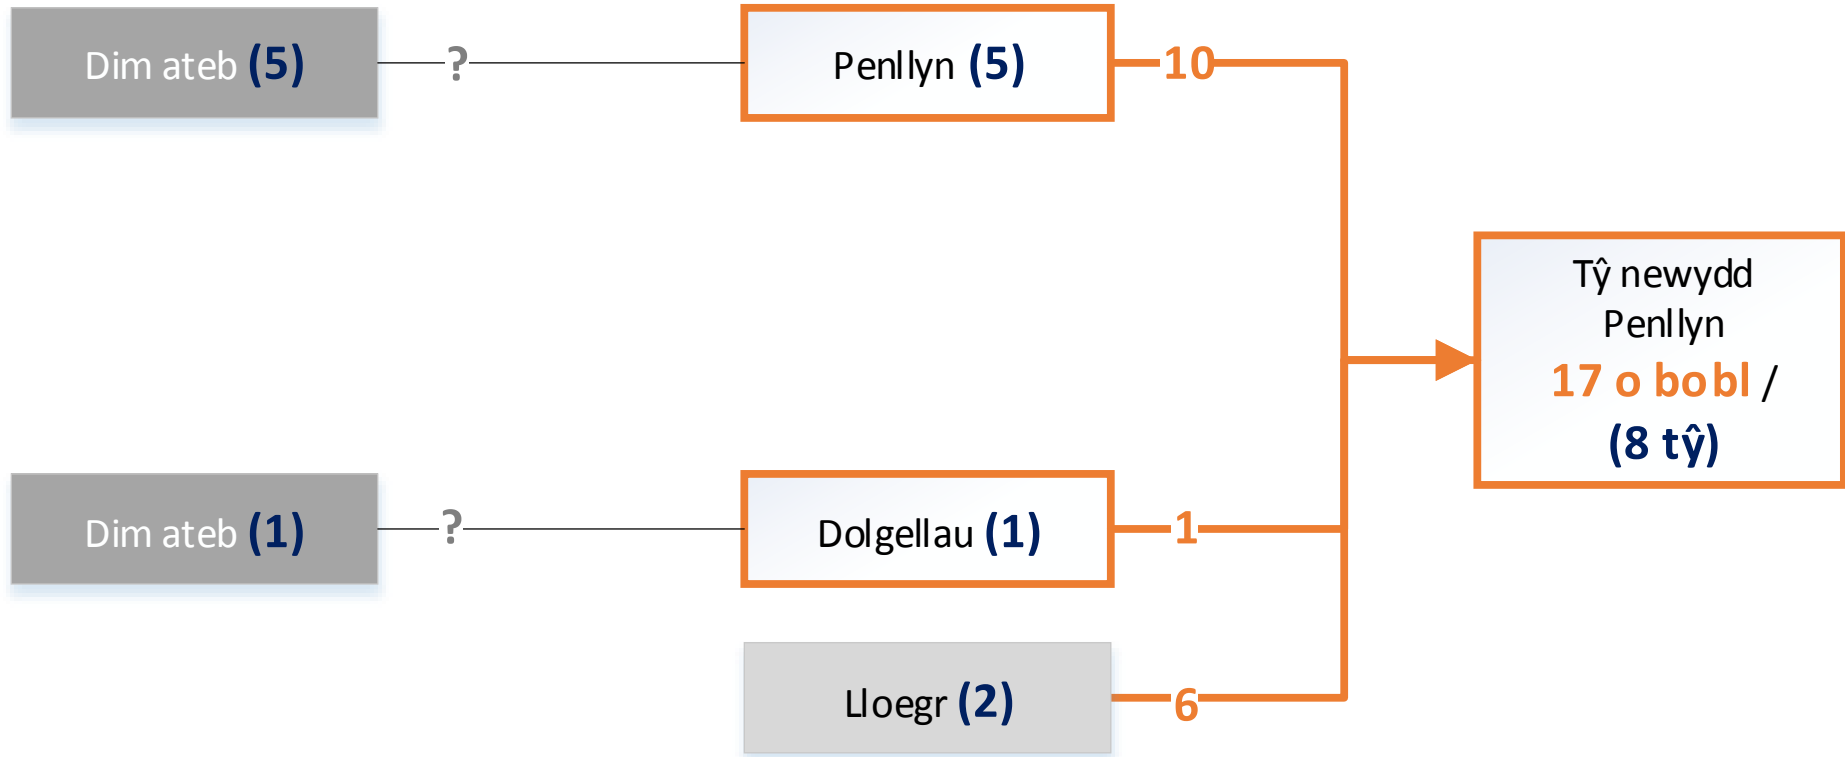 Dim ateb (5)
?
Penllyn (5)
10
Tŷ newydd
Penllyn
17 o bobl /
(8 tŷ)
Dim ateb (1)
?
Dolgellau (1)
1
Lloegr (2)
6